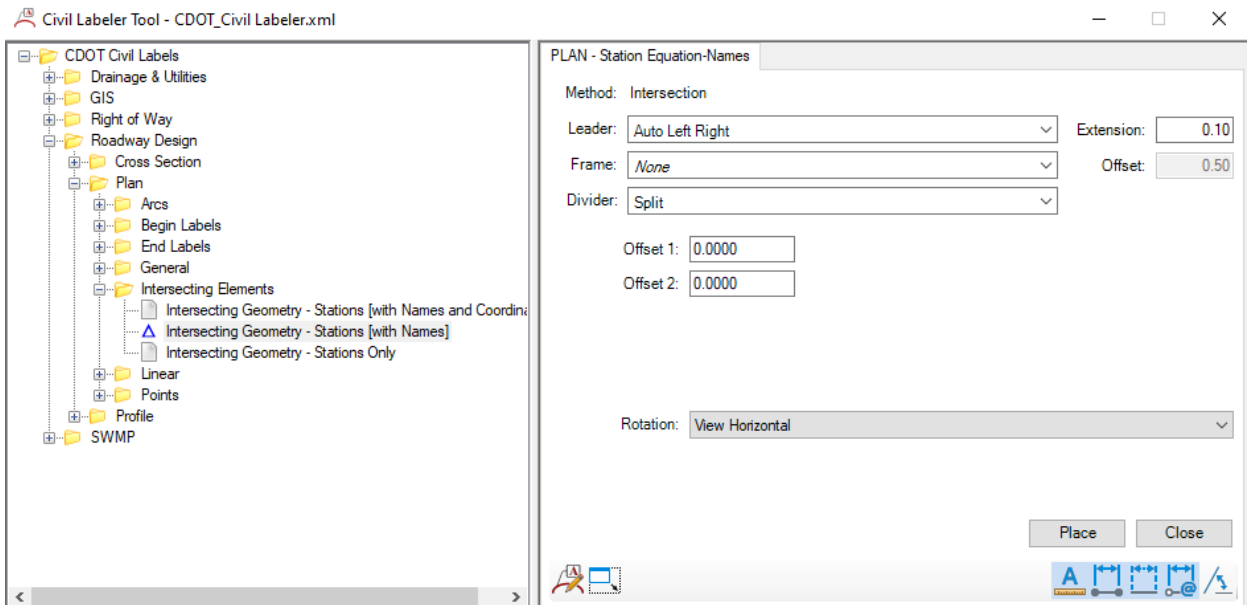 Civil Labeler Tool - CDOT_Civil Labeler.xml
CDOT Civil Labels
Drainage & Utilities
GIS
Right of Way
Roadway Design
Cross Section
Plan
Arcs
Begin Labels
End Labels
General
Intersecting Elements
Intersecting Geometry - Stations [with Names and Coordina
Intersecting Geometry - Stations [with Names]
Intersecting Geometry - Stations Only
Linear
Points
Profile
SWMP
PLAN - Station Equation-Names
Method: Intersection
Leader: Auto Left Right Extension: 0.10
Frame: None Offset: 0.50
Divider: Split
Offset 1: 0.0000
Offset 2: 0.0000
Rotation: View Horizontal
Place Close